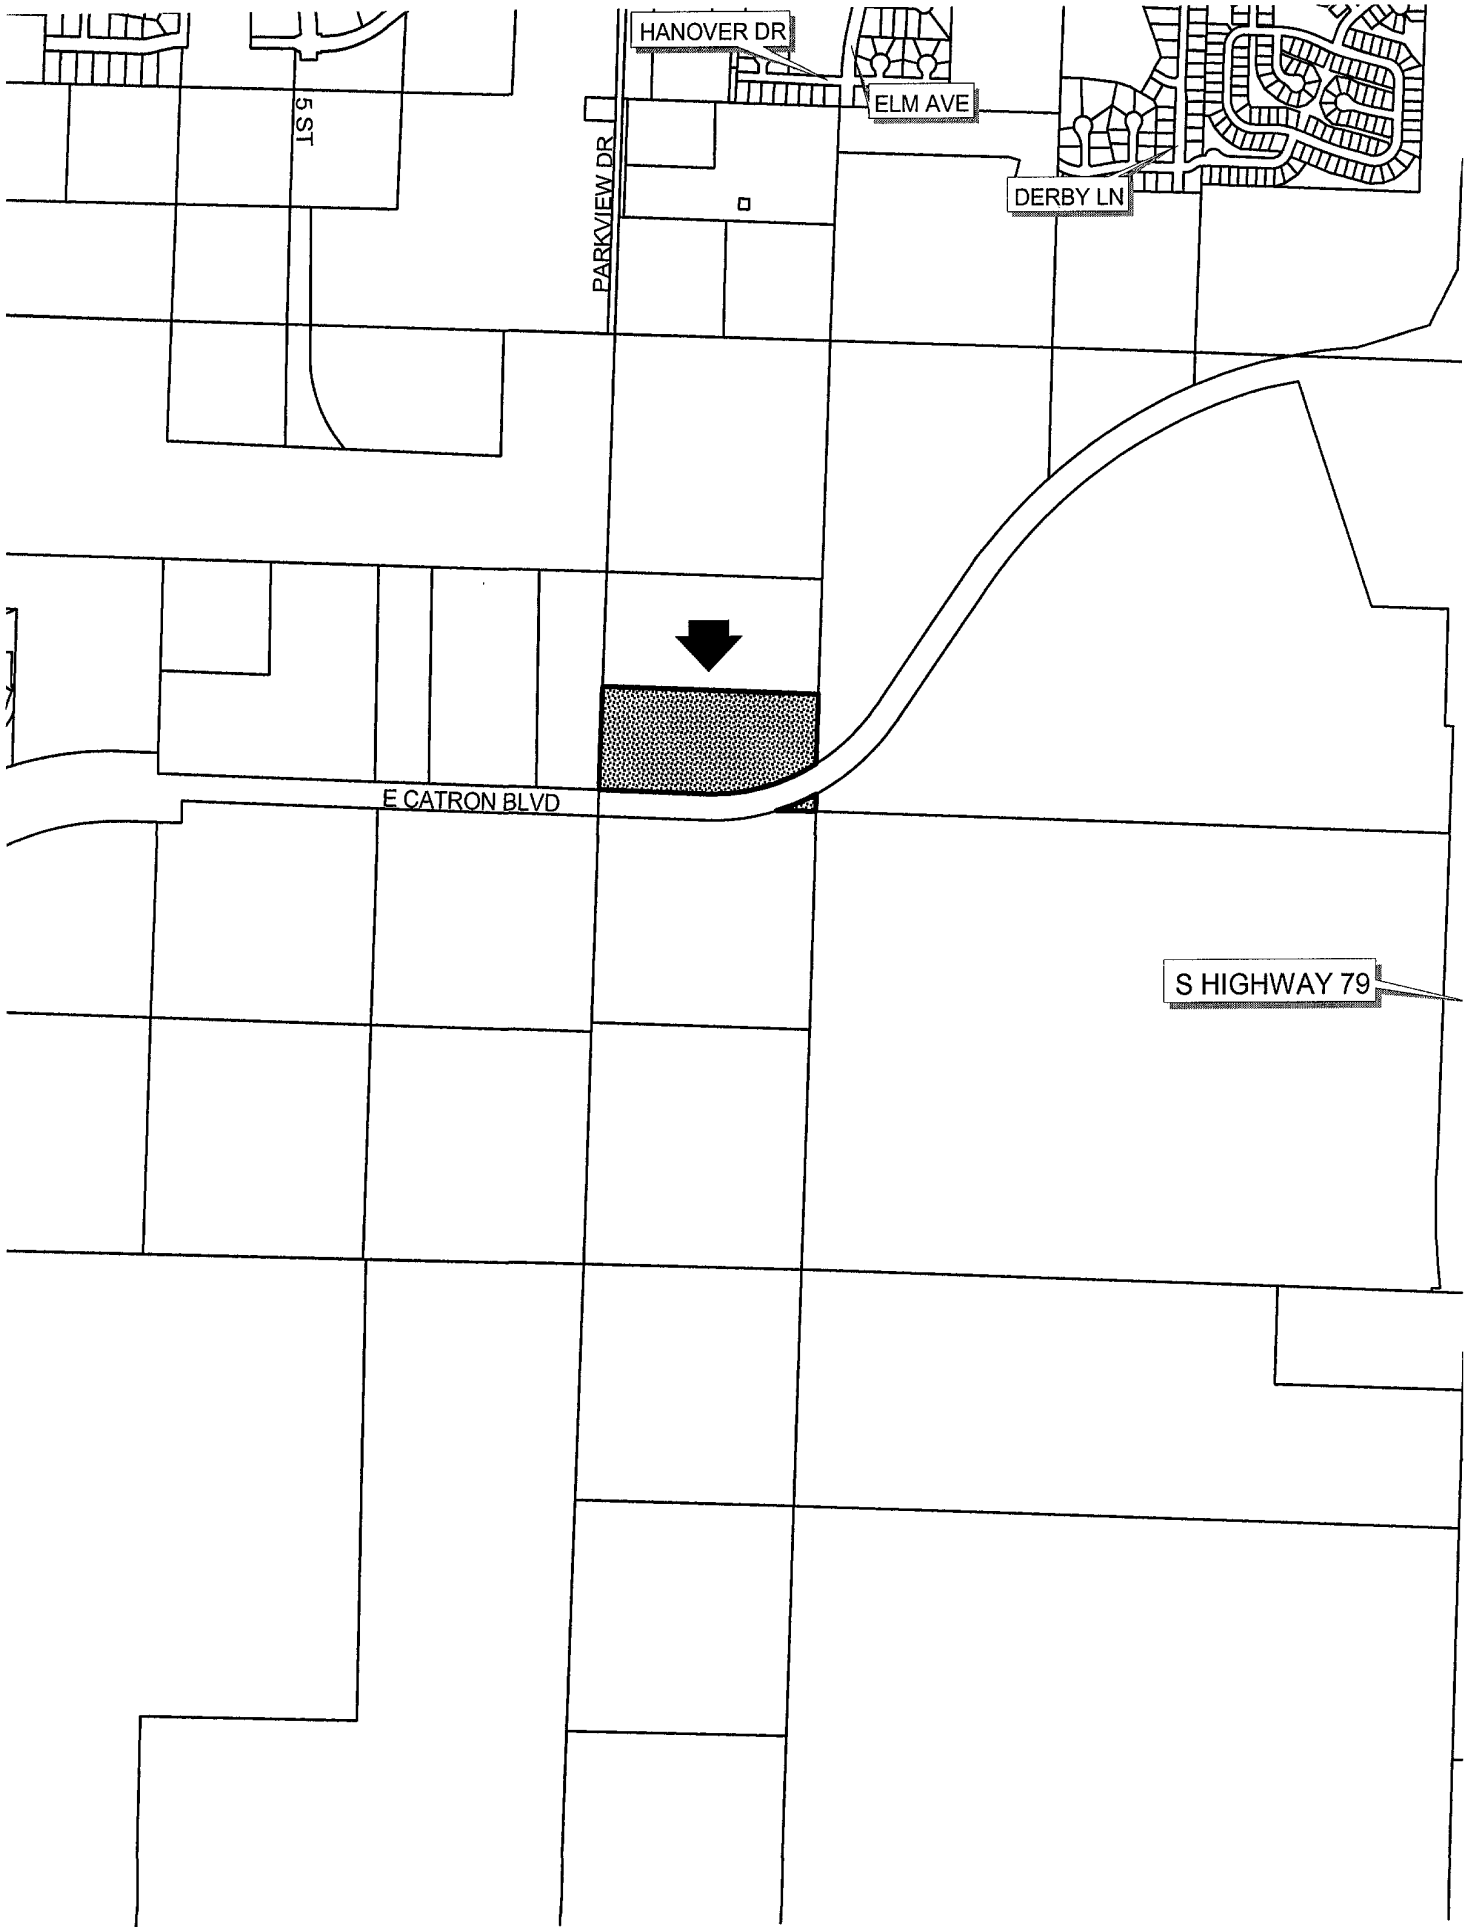 HANOVER DR
ELM AVE
5 ST
PARKVIEW DR
DERBY LN
E CATRON BLVD
S HIGHWAY 79